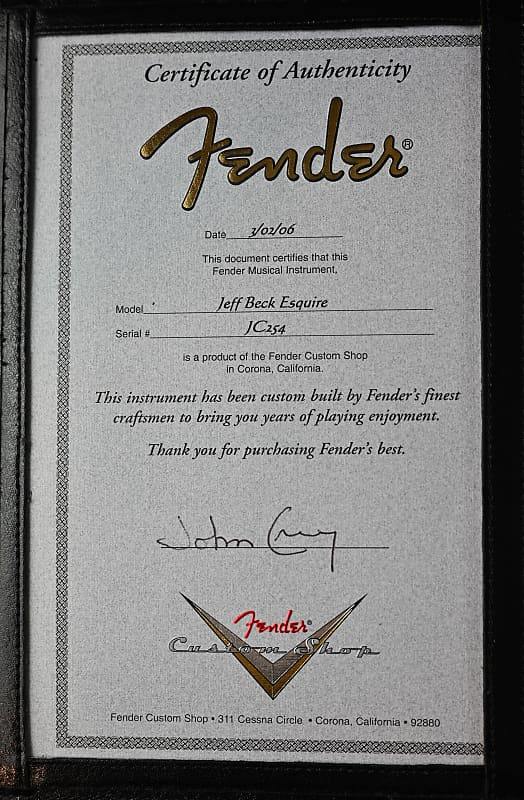 Certificate of Authenticity
Fender®
Date 3/02/06
This document certifies that this
Fender Musical Instrument,
Model Jeff Beck Esquire
Serial # JC254
is a product of the Fender Custom Shop
in Corona, California.
This instrument has been custom built by Fender's finest
craftsmen to bring you years of playing enjoyment.
Thank you for purchasing Fender's best.
John Cruz
Fender®
Custom Shop
Fender Custom Shop • 311 Cessna Circle • Corona, California • 92880